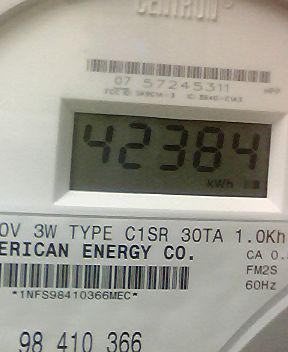 CENTRON®
07 57245311
42384
kWh
0V 3W TYPE C1SR 30TA 1.0Kh
ERICAN ENERGY CO.
CA 0.
FM2S
*1NFS98410366MEC*
60Hz
98 410 366